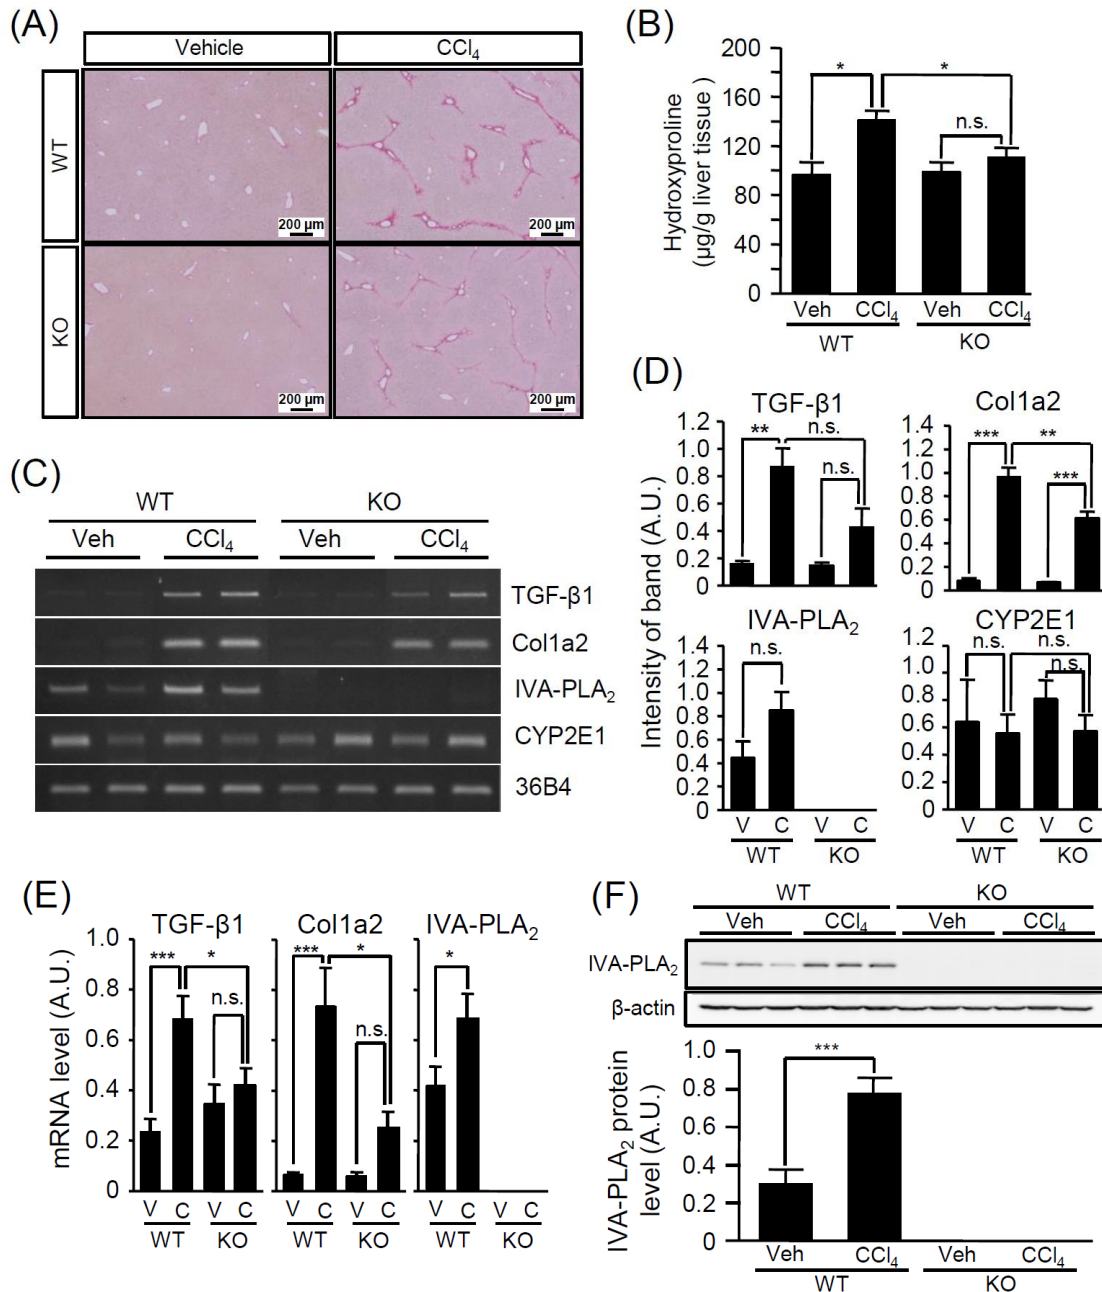 (A)
Vehicle
CCl4
WT
KO
200 μm
200 μm
200 μm
200 μm
(B)
Hydroxyproline
(μg/g liver tissue )
200
160
120
80
40
0
*
*
n.s.
Veh
CCl4
Veh
CCl4
WT
KO
(C)
WT
KO
Veh
CCl4
Veh
CCl4
TGF-β1
Col1a2
IVA-PLA2
CYP2E1
36B4
(D)
Intensity of band (A.U.)
TGF-β1
1.2
1.0
0.8
0.6
0.4
0.2
0
**
n.s.
n.s.
Col1a2
1.4
1.2
1.0
0.8
0.6
0.4
0.2
0
***
**
***
IVA-PLA2
1.4
1.2
1.0
0.8
0.6
0.4
0.2
0
n.s.
V C V C
WT KO
CYP2E1
1.2
1.0
0.8
0.6
0.4
0.2
0
n.s.
n.s.
n.s.
V C V C
WT KO
(E)
mRNA level (A.U.)
1.0
0.8
0.6
0.4
0.2
0
TGF-β1
***
*
n.s.
V C V C
WT KO
Col1a2
***
*
n.s.
V C V C
WT KO
IVA-PLA2
*
V C V C
WT KO
(F)
WT
KO
Veh
CCl4
Veh
CCl4
IVA-PLA2
β-actin
IVA-PLA2 protein
level (A.U.)
1.0
0.8
0.6
0.4
0.2
0
***
Veh
CCl4
Veh
CCl4
WT
KO